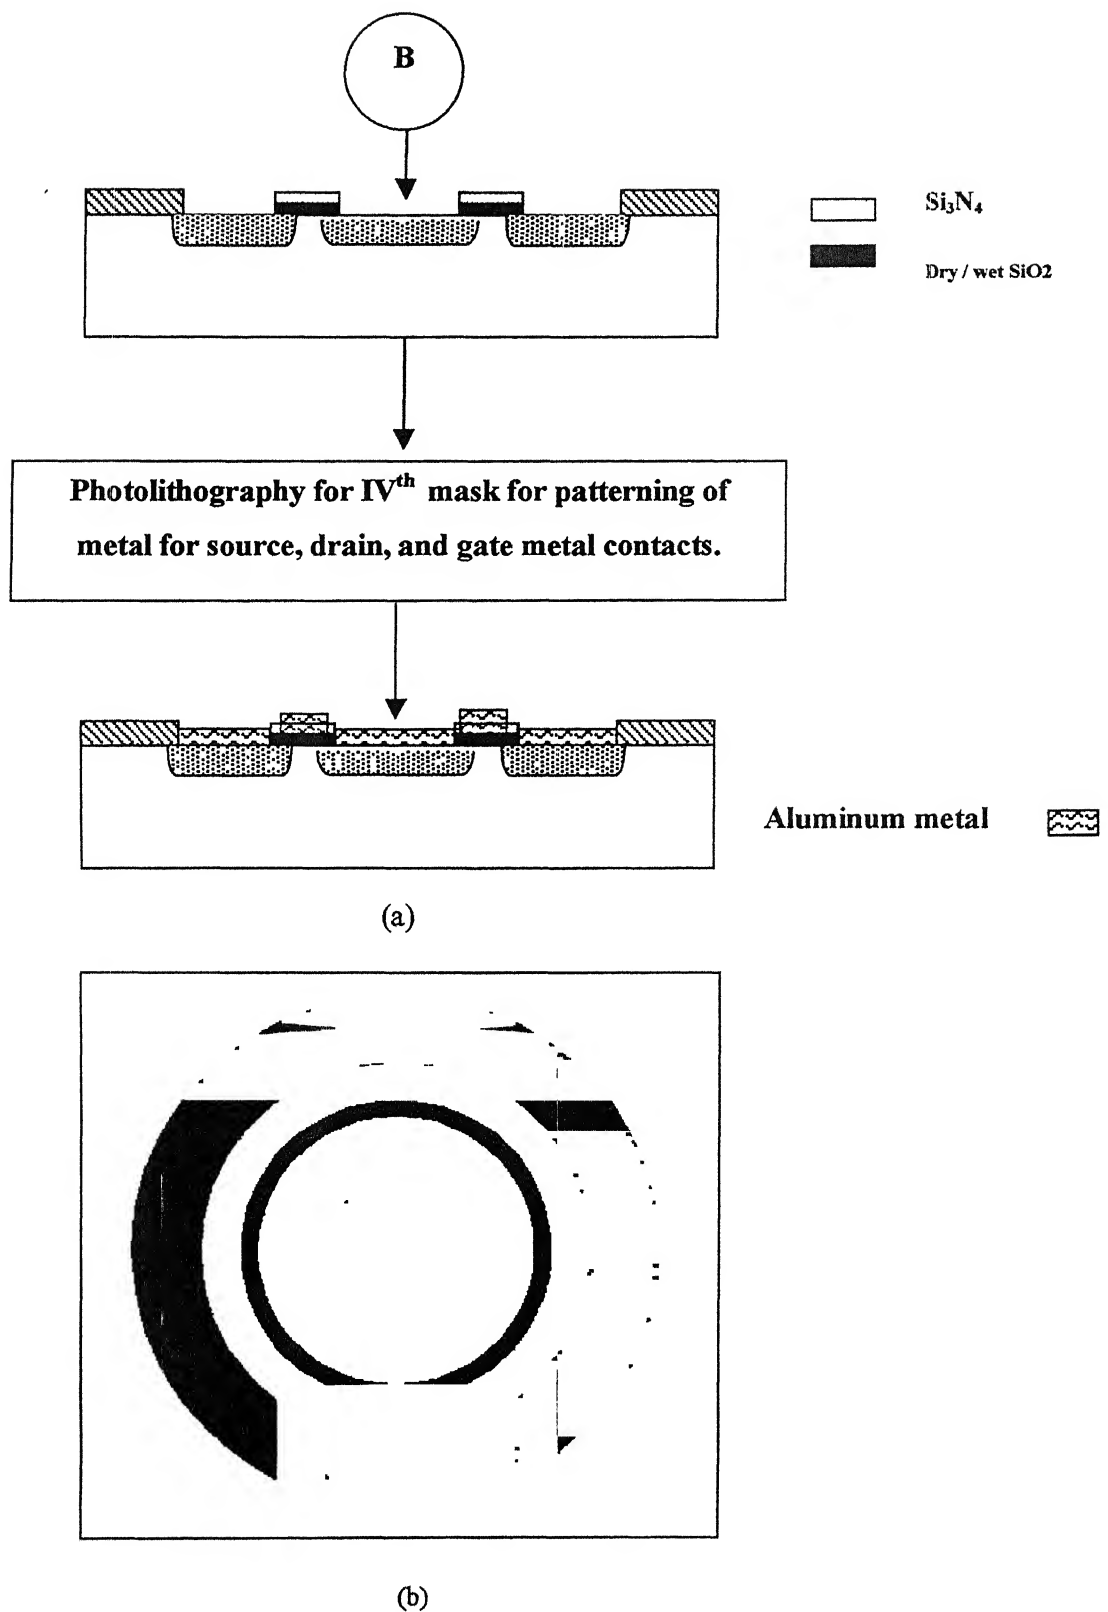 B
Si₃N₄
Dry / wet SiO2
Photolithography for IVᵗʰ mask for patterning of
metal for source, drain, and gate metal contacts.
Aluminum metal
(a)
(b)